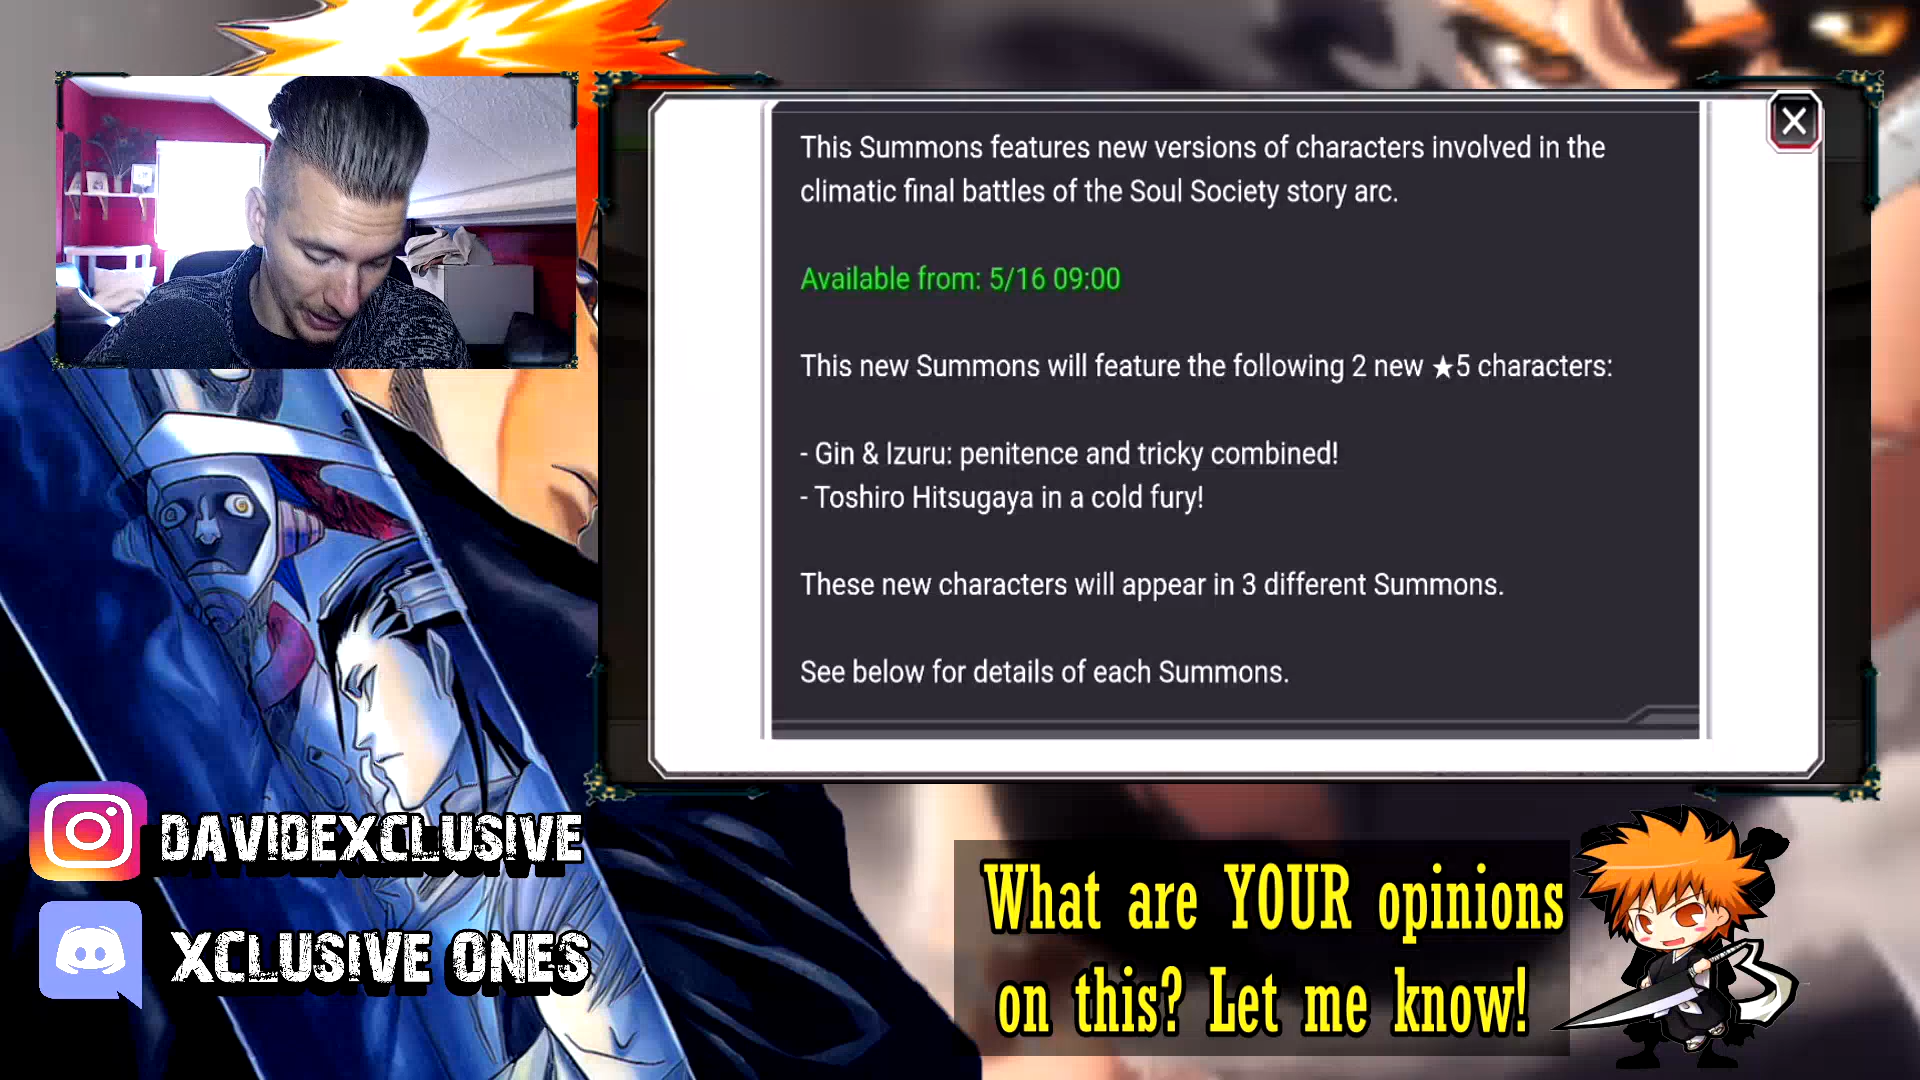 This Summons features new versions of characters involved in the
climatic final battles of the Soul Society story arc.
Available from: 5/16 09:00
This new Summons will feature the following 2 new ★5 characters:
- Gin & Izuru: penitence and tricky combined!
- Toshiro Hitsugaya in a cold fury!
These new characters will appear in 3 different Summons.
See below for details of each Summons.
DAVIDEXCLUSIVE
XCLUSIVE ONES
What are YOUR opinions
on this? Let me know!